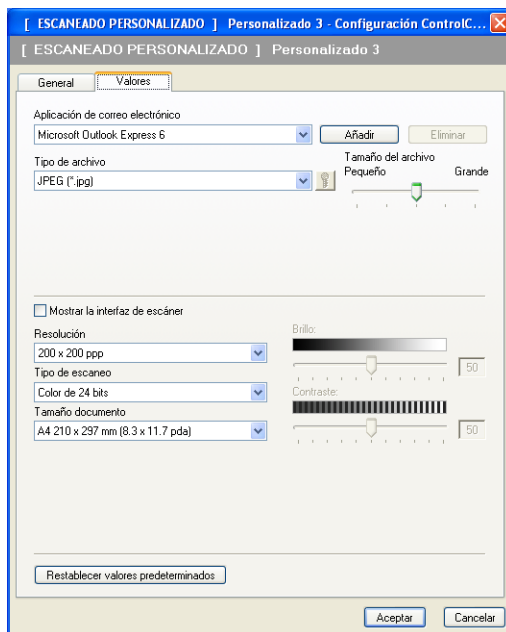 [ ESCANEADO PERSONALIZADO ] Personalizado 3 - Configuración ControlC...
[ ESCANEADO PERSONALIZADO ] Personalizado 3
General Valores
Aplicación de correo electrónico
Microsoft Outlook Express 6 Añadir Eliminar
Tipo de archivo Tamaño del archivo
JPEG (*.jpg) Pequeño Grande
Mostrar la interfaz de escáner
Resolución Brillo:
200 x 200 ppp 50
Tipo de escaneo
Color de 24 bits Contraste:
Tamaño documento
A4 210 x 297 mm (8.3 x 11.7 pda) 50
Restablecer valores predeterminados
Aceptar Cancelar